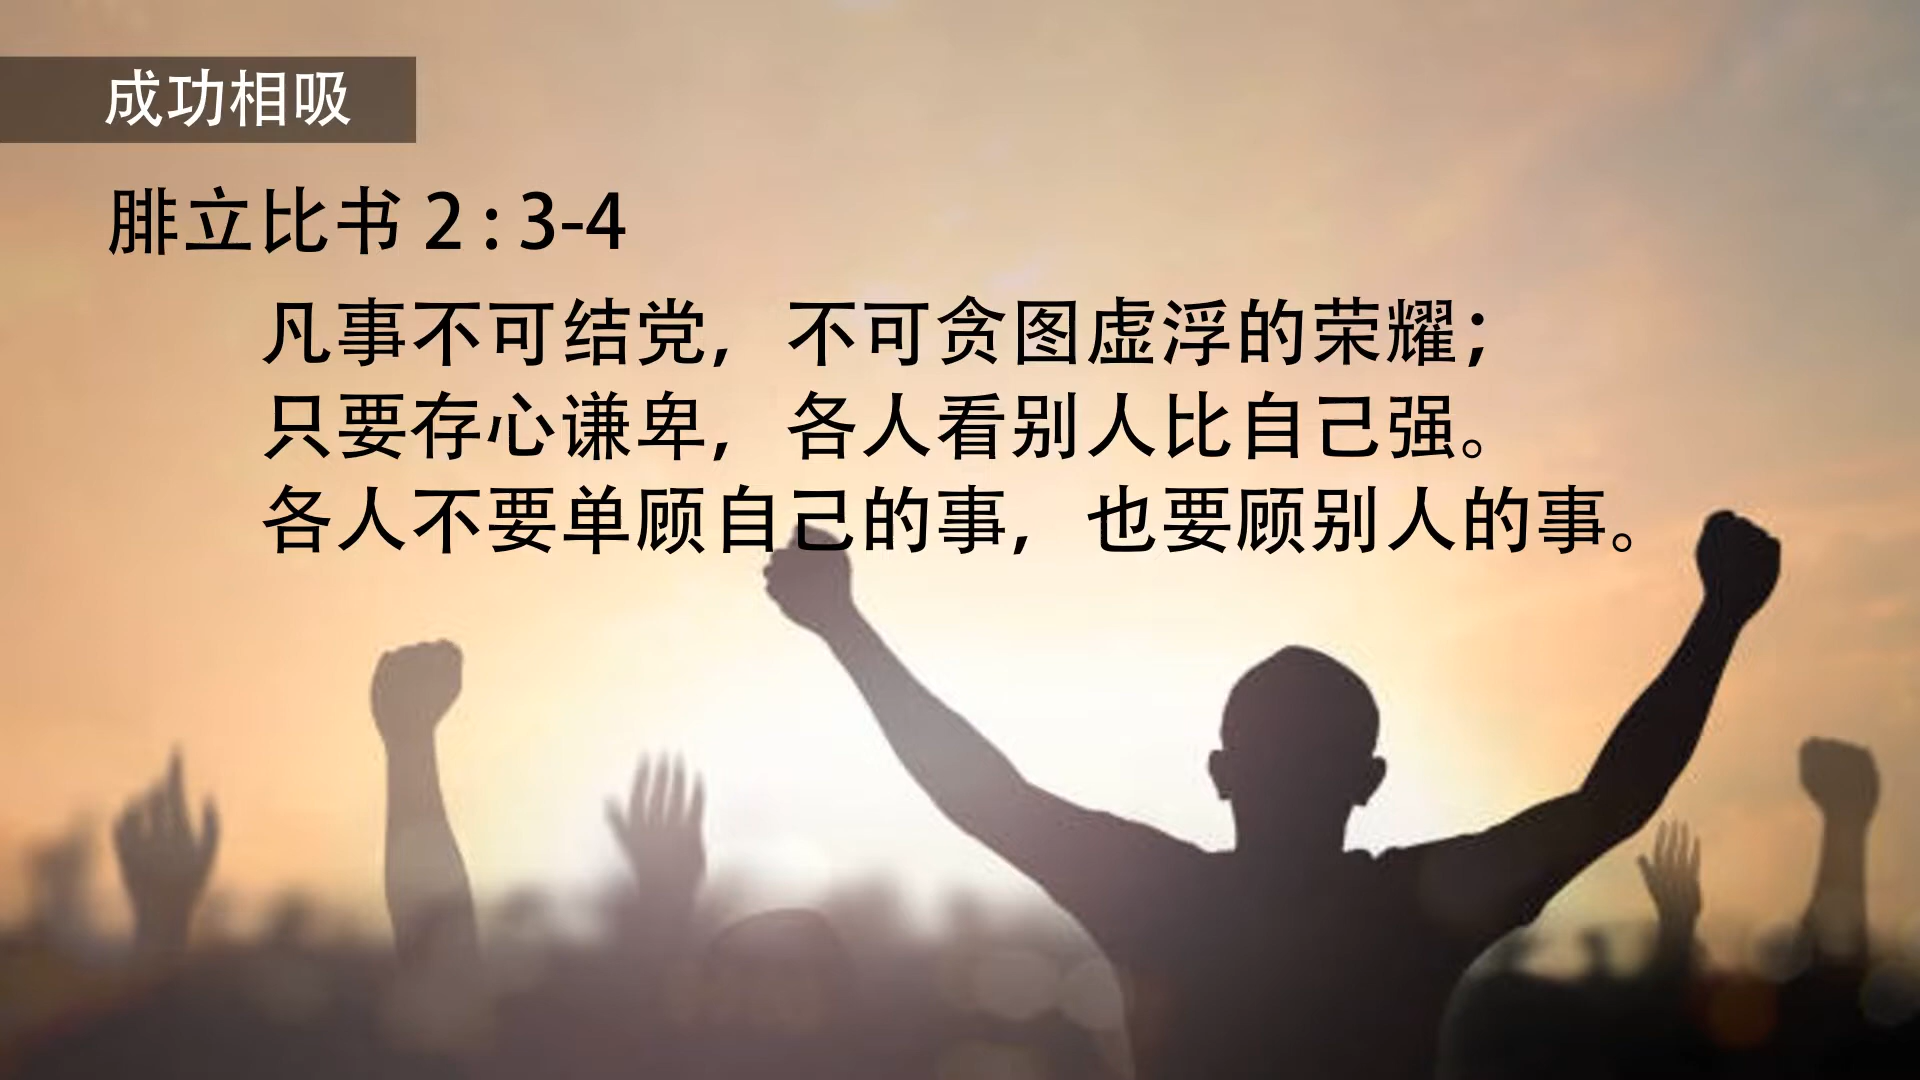 成功相吸
腓立比书 2 : 3-4
凡事不可结党，不可贪图虚浮的荣耀；
只要存心谦卑，各人看别人比自己强。
各人不要单顾自己的事，也要顾别人的事。